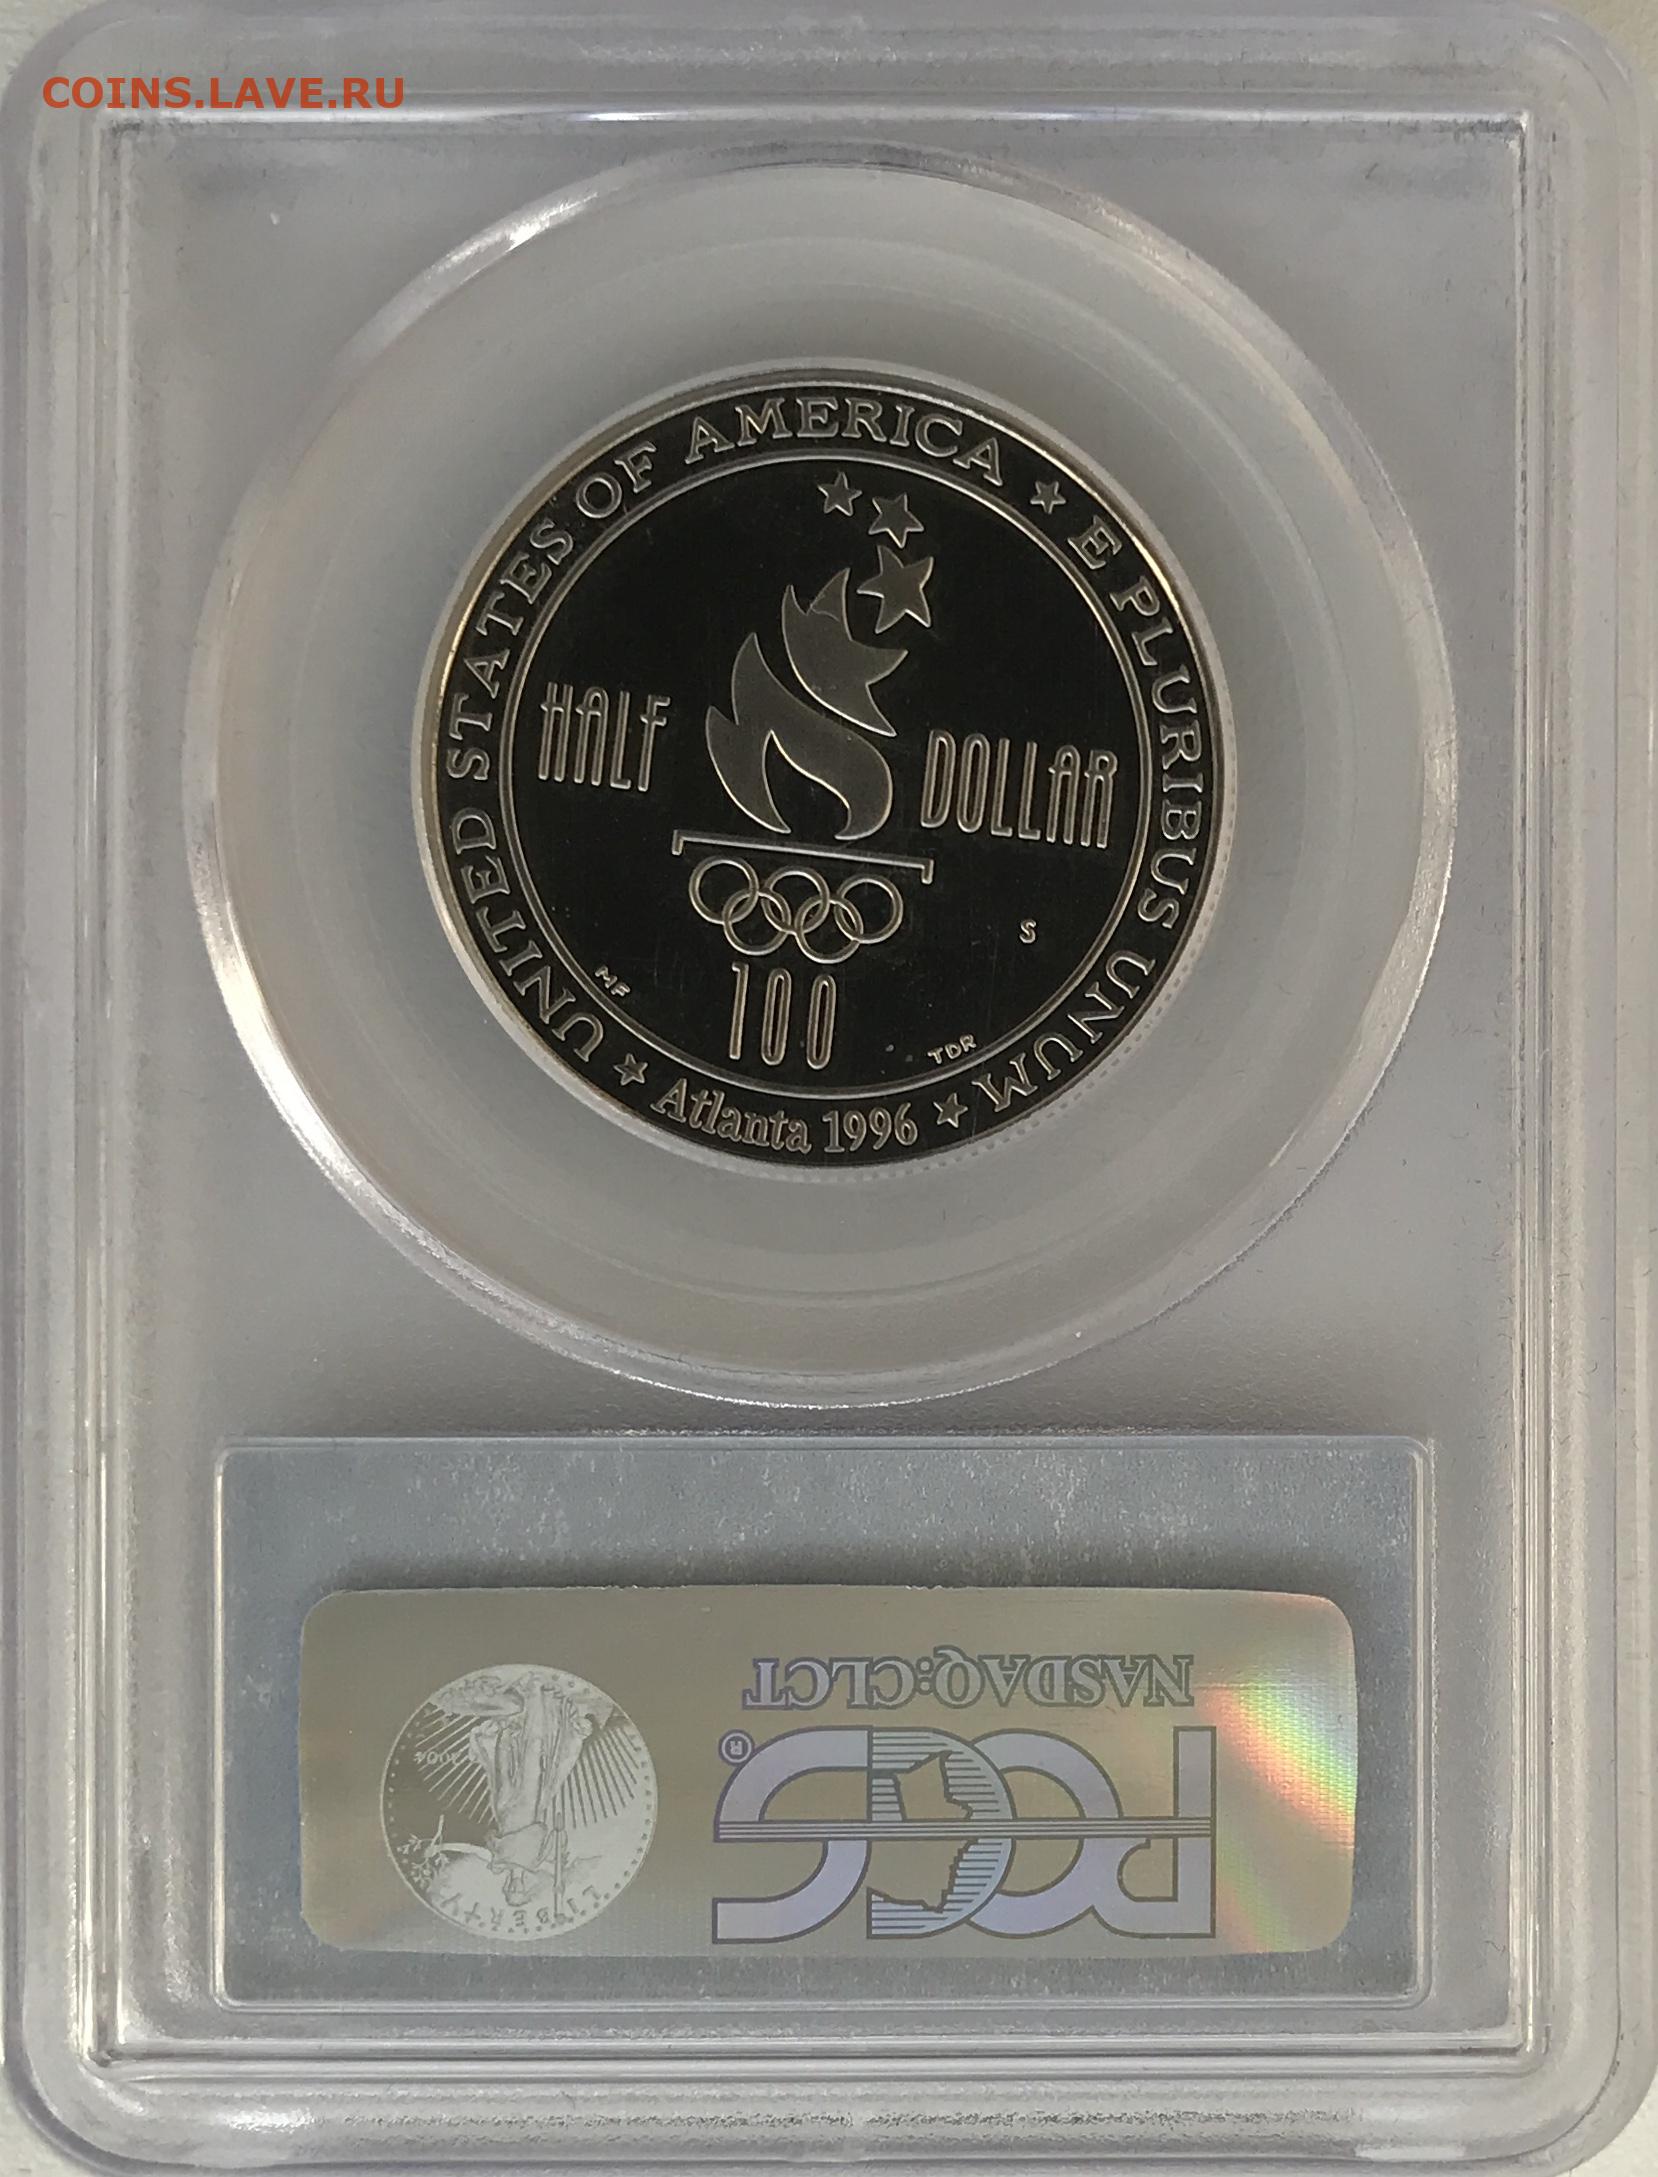 COINS.LAVE.RU
UNITED STATES OF AMERICA ★ E PLURIBUS UNUM ★
HALF DOLLAR
S
MF
100
TDR
Atlanta 1996 ★
NASDAQ:CLCT
PCGS®
LIBERTY